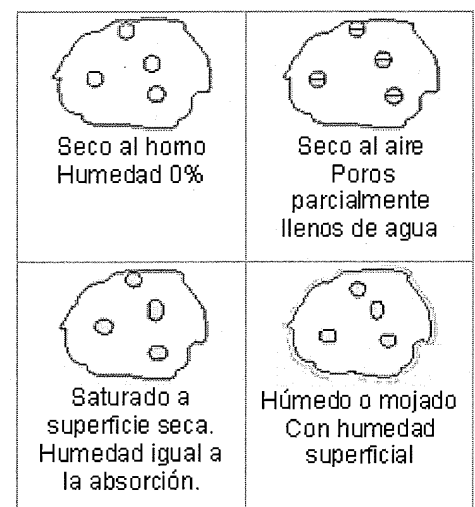 Seco al horno
Humedad 0%
Seco al aire
Poros
parcialmente
llenos de agua
Saturado a
superficie seca.
Humedad igual a
la absorción.
Húmedo o mojado
Con humedad
superficial